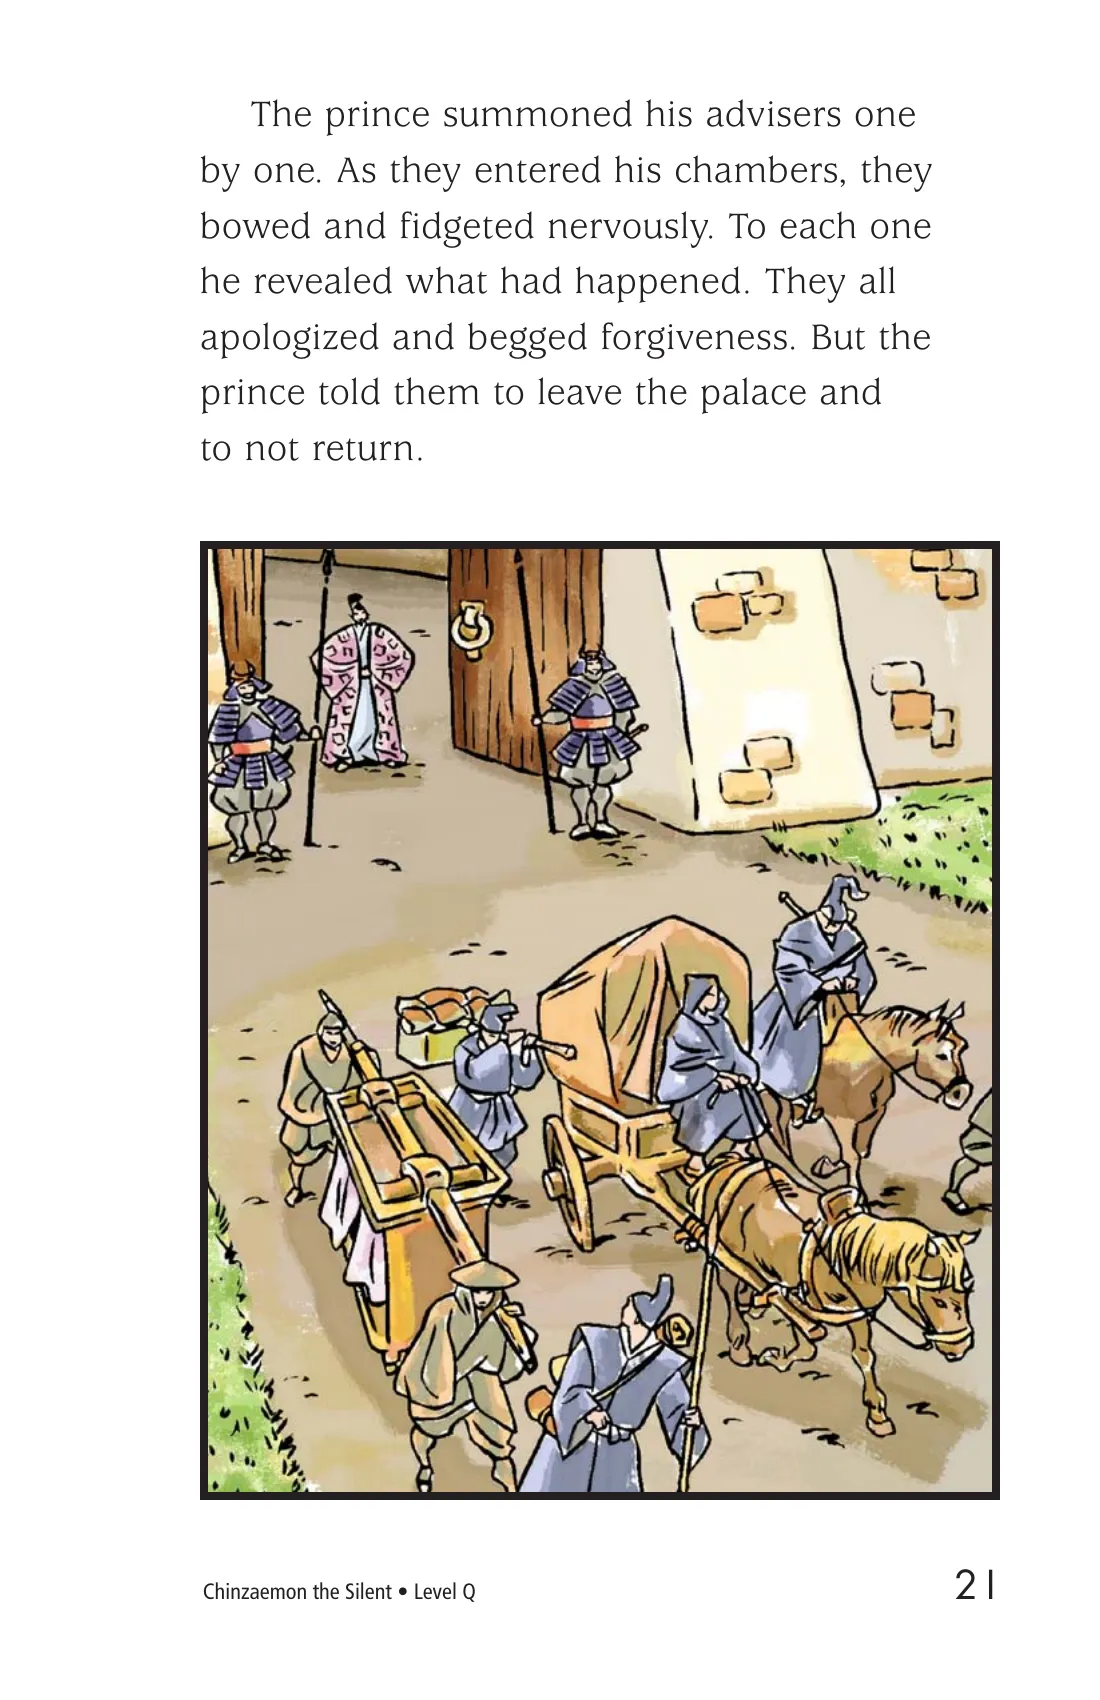 The prince summoned his advisers one
by one. As they entered his chambers, they
bowed and fidgeted nervously. To each one
he revealed what had happened. They all
apologized and begged forgiveness. But the
prince told them to leave the palace and
to not return.
Chinzaemon the Silent • Level Q
21